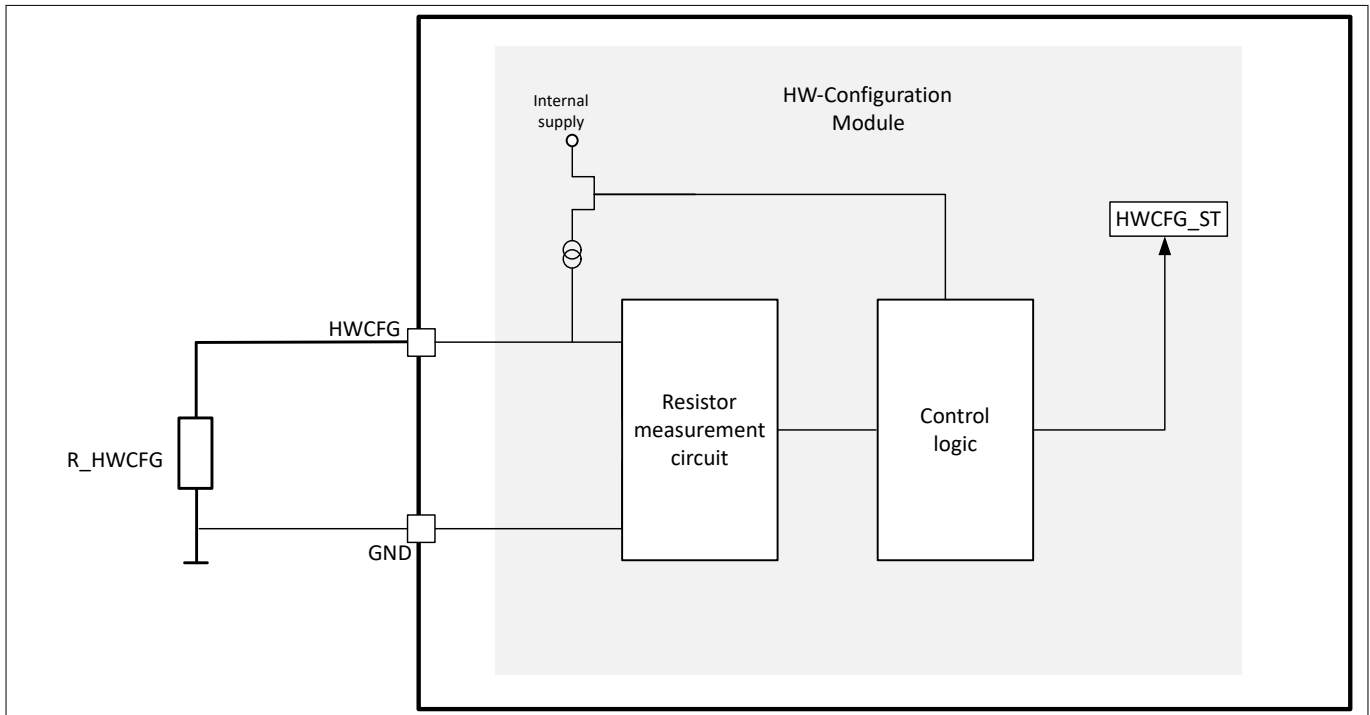 HW-Configuration
Module
Internal
supply
HWCFG_ST
HWCFG
Resistor
measurement
circuit
Control
logic
R_HWCFG
GND